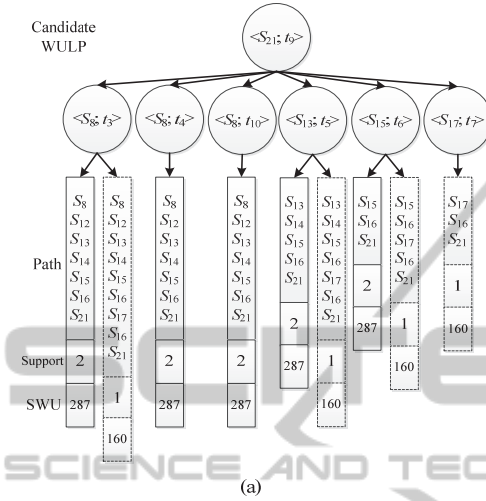 Candidate
WULP
<S21; t9>
<S8; t3> <S8; t4> <S8; t10> <S13; t5> <S15; t6> <S17; t7>
Path
S8 S12 S13 S14 S15 S16 S21
S8 S12 S13 S14 S15 S16 S17 S16 S21
S8 S12 S13 S14 S15 S16 S21
S8 S12 S13 S14 S15 S16 S21
S13 S14 S15 S16 S21
S13 S14 S15 S16 S17 S16 S21
S15 S16 S21
S15 S16 S17 S16 S21
S17 S16 S21
Support
2 1 2 2 2 1 2 1 1
SWU
287 160 287 287 287 160 287 160 160
SCIENCE AND TEC
(a)